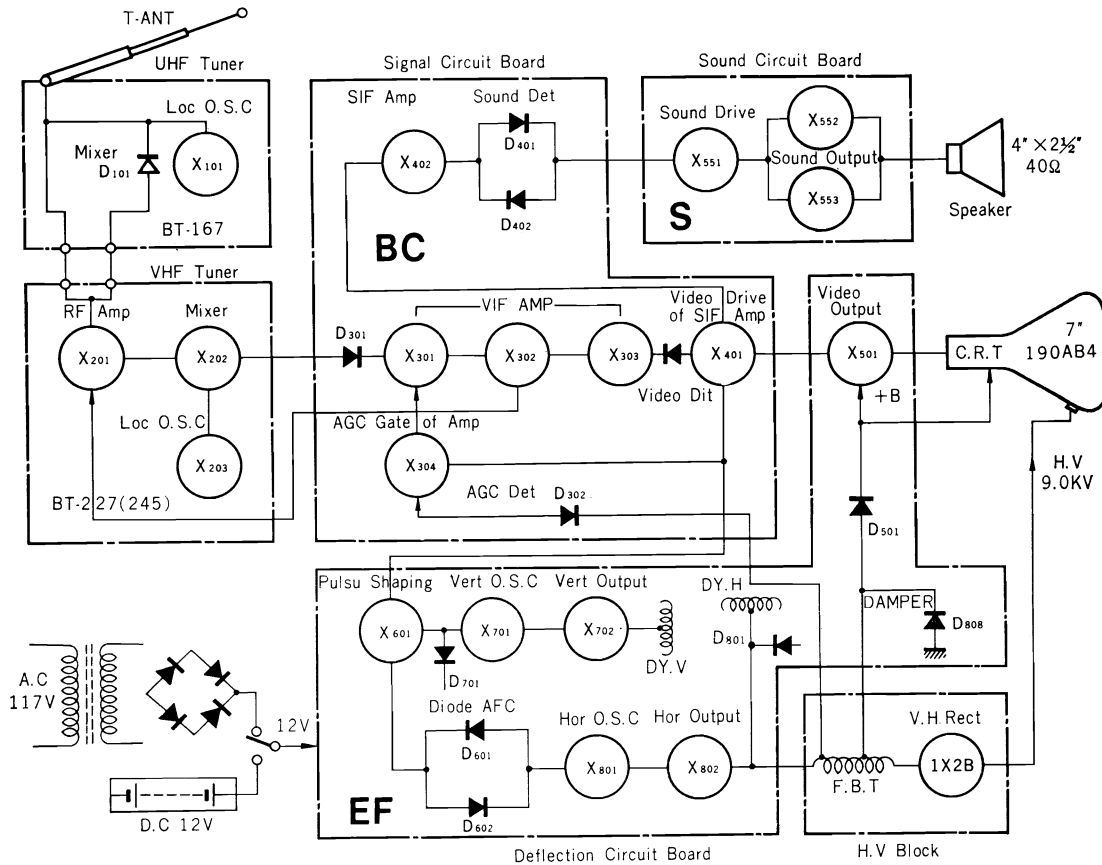 T-ANT
UHF Tuner
Loc O.S.C
Mixer
D101
X101
BT-167
VHF Tuner
RF Amp
Mixer
X201
X202
Loc O.S.C
X203
BT-227(245)
Signal Circuit Board
SIF Amp
Sound Det
X402
D401
D402
BC
Sound Circuit Board
Sound Drive
X551
X552
Sound Output
X553
S
4" ×2½"
40Ω
Speaker
VIF AMP
D301
X301
X302
X303
Video Drive
of SIF Amp
X401
Video Dit
AGC Gate of Amp
X304
AGC Det
D302
Video
Output
X501
+B
C.R.T
7"
190AB4
H.V
9.0KV
D501
DAMPER
D808
Pulsu Shaping
Vert O.S.C
Vert Output
X601
X701
X702
D701
DY.V
DY.H
D801
Diode AFC
D601
D602
Hor O.S.C
Hor Output
X801
X802
EF
Deflection Circuit Board
A.C
117V
12V
D.C 12V
V.H.Rect
1X2B
F.B.T
H.V Block